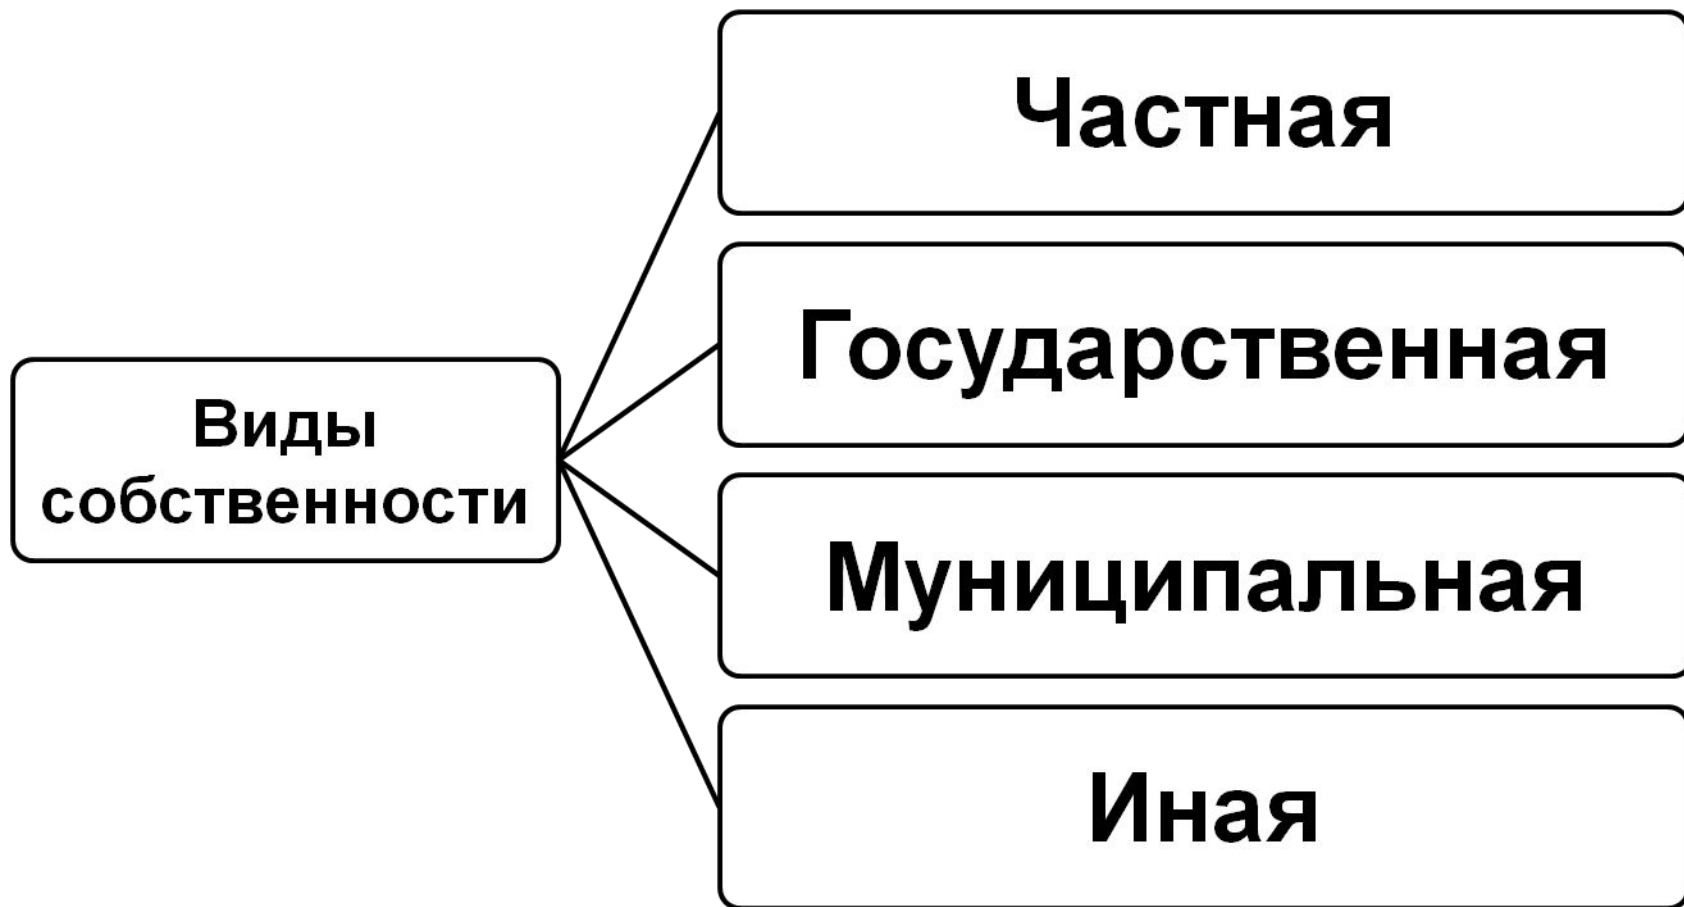 Виды
собственности
Частная
Государственная
Муниципальная
Иная